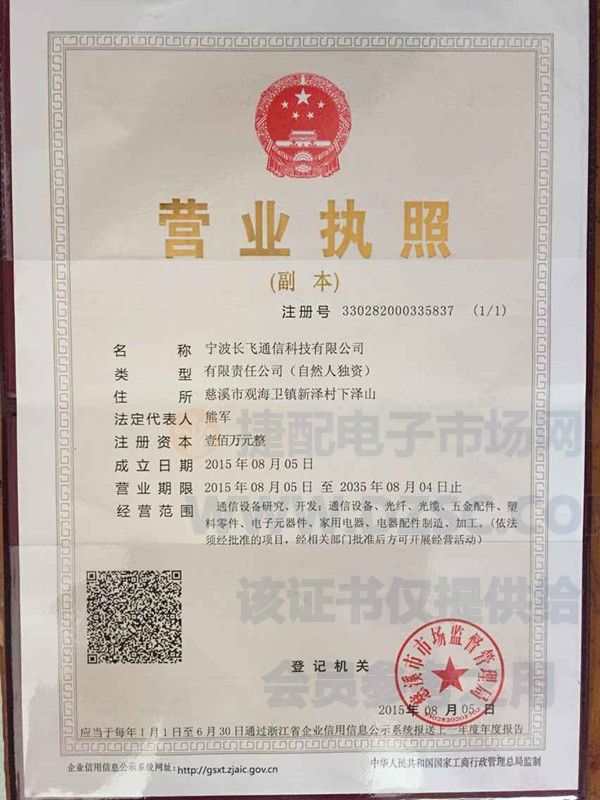 营业执照
(副 本)
注册号 330282000335837 (1/1)
名 称 宁波长飞通信科技有限公司
类 型 有限责任公司（自然人独资）
住 所 慈溪市观海卫镇新泽村下泽山
法定代表人 熊军
注册资本 壹佰万元整
成立日期 2015年08月05日
营业期限 2015年08月05日 至 2035年08月04日止
经营范围 通信设备研究、开发；通信设备、光纤、光缆、五金配件、塑
料零件、电子元器件、家用电器、电器配件制造、加工。（依法
须经批准的项目，经相关部门批准后方可开展经营活动）
捷配电子市场网
该证书仅提供给
会员参考之用
登记机关
慈溪市市场监督管理局
2015年 08月 05日
应当于每年1月1日至6月30日通过浙江省企业信用信息公示系统报送上一年度年度报告
企业信用信息公示系统网址：http://gsxt.zjaic.gov.cn
中华人民共和国国家工商行政管理总局监制